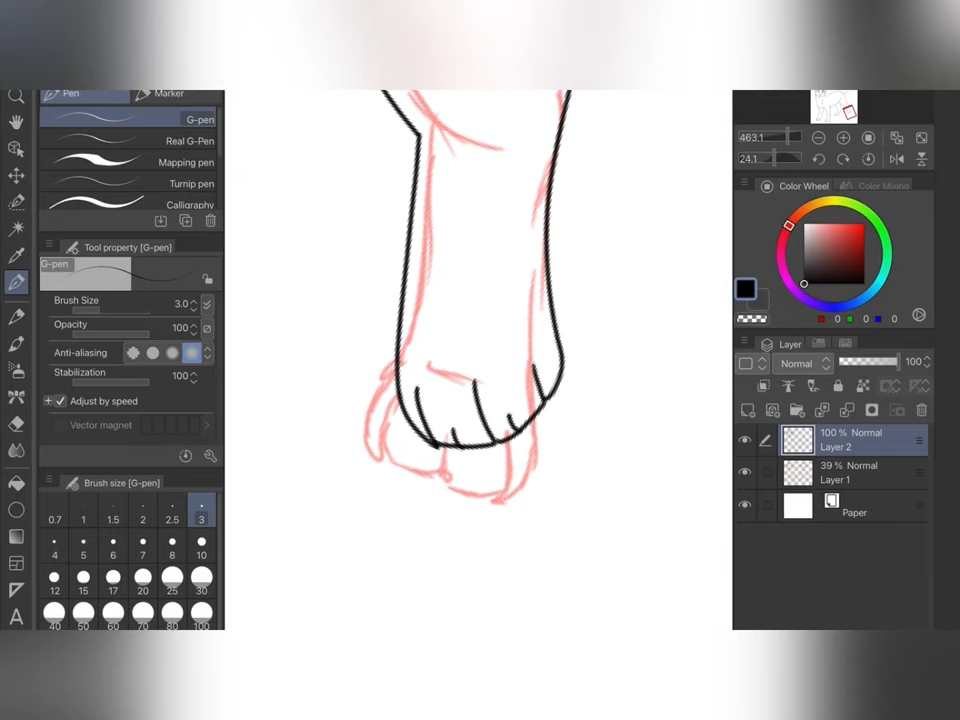 Pen Marker
G-pen
Real G-Pen
Mapping pen
Turnip pen
Calligraphy
Tool property [G-pen]
G-pen
Brush Size 3.0
Opacity 100
Anti-aliasing
Stabilization 100
Adjust by speed
Vector magnet
Brush size [G-pen]
0.7 1 1.5 2 2.5 3
4 5 6 7 8 10
12 15 17 20 25 30
40 50 60 70 80 100
A
463.1
24.1
Color Wheel Color Mixing
0 0 0
Layer
Normal 100
100 % Normal
Layer 2
39 % Normal
Layer 1
Paper